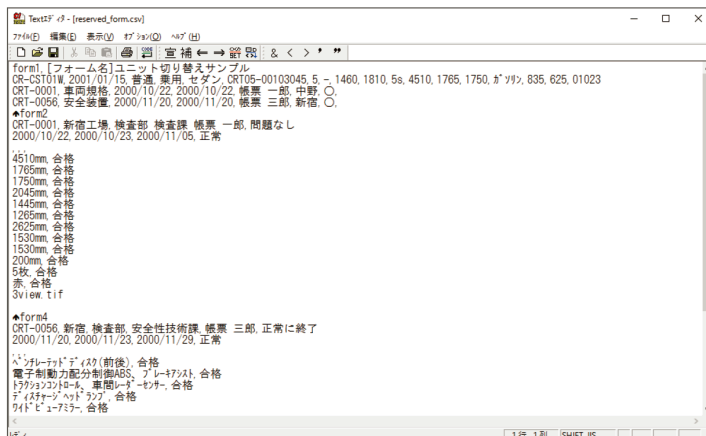 Textｴﾃﾞｨﾀ - [reserved_form.csv]
ﾌｧｲﾙ(F) 編集(E) 表示(V) ｵﾌﾟｼｮﾝ(O) ﾍﾙﾌﾟ(H)
宣 補 ← → & < > ' "
form1,[フォーム名]ユニット切り替えサンプル
CR-CST01W,2001/01/15,普通,乗用,セダン,CRT05-00103045,5,-,1460,1810,5s,4510,1765,1750,ｶﾞｿﾘﾝ,835,625,01023
CRT-0001,車両規格,2000/10/22,2000/10/22,帳票 一郎,中野,〇,
CRT-0056,安全装置,2000/11/20,2000/11/20,帳票 三郎,新宿,〇,
♠form2
CRT-0001,新宿工場,検査部 検査課 帳票 一郎,問題なし
2000/10/22,2000/10/23,2000/11/05,正常
,,,
4510mm,合格
1765mm,合格
1750mm,合格
2045mm,合格
1445mm,合格
1265mm,合格
2625mm,合格
1530mm,合格
1530mm,合格
200mm,合格
5枚,合格
赤,合格
3view.tif
♠form4
CRT-0056,新宿,検査部,安全性技術課,帳票 三郎,正常に終了
2000/11/20,2000/11/23,2000/11/29,正常
,,,
ﾍﾞﾝﾁﾚｰﾃｯﾄﾞﾃﾞｨｽｸ(前後),合格
電子制動力配分制御ABS、ﾌﾞﾚｰｷｱｼｽﾄ,合格
ﾄﾗｸｼｮﾝｺﾝﾄﾛｰﾙ、車間ﾚｰﾀﾞｰｾﾝｻｰ,合格
ﾃﾞｨｽﾁｬｰｼﾞﾍｯﾄﾞﾗﾝﾌﾟ,合格
ﾜｲﾄﾞﾋﾞｭｰｱﾐﾗｰ,合格
ﾚﾃﾞｨ 1行 1列 SHIFT JIS